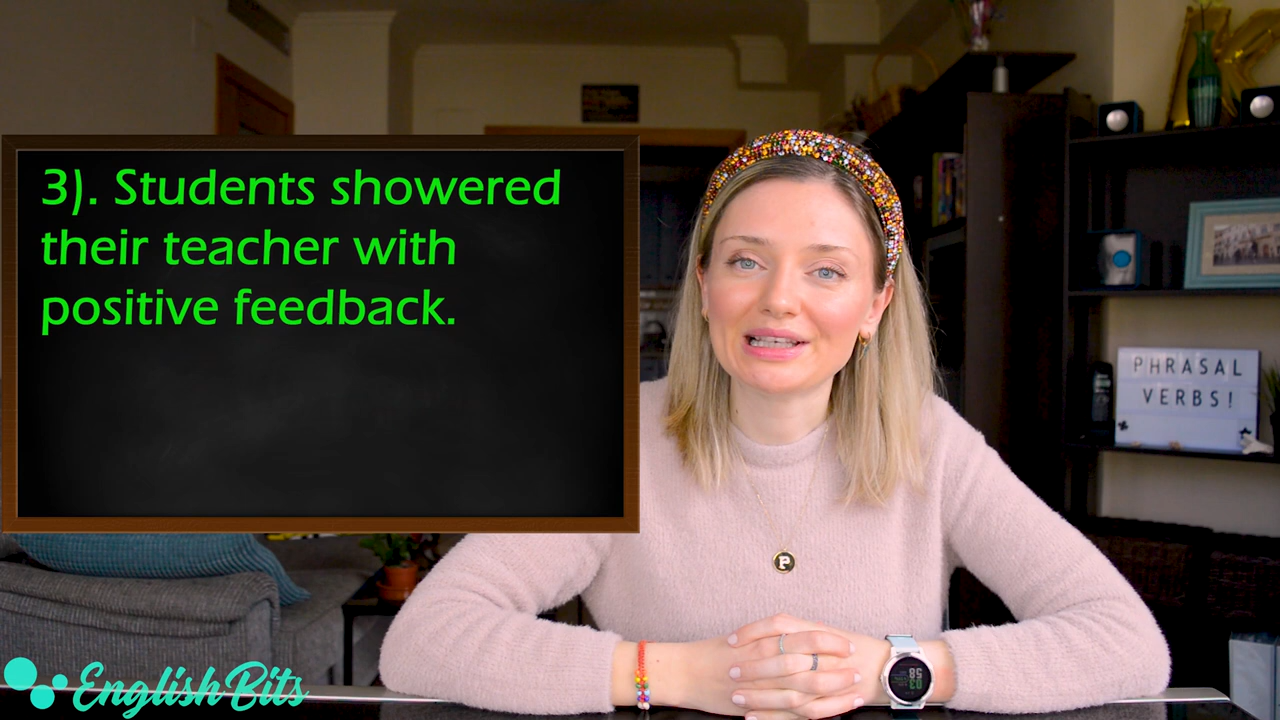 3). Students showered
their teacher with
positive feedback.
PHRASAL
VERBS!
P
EnglishBits